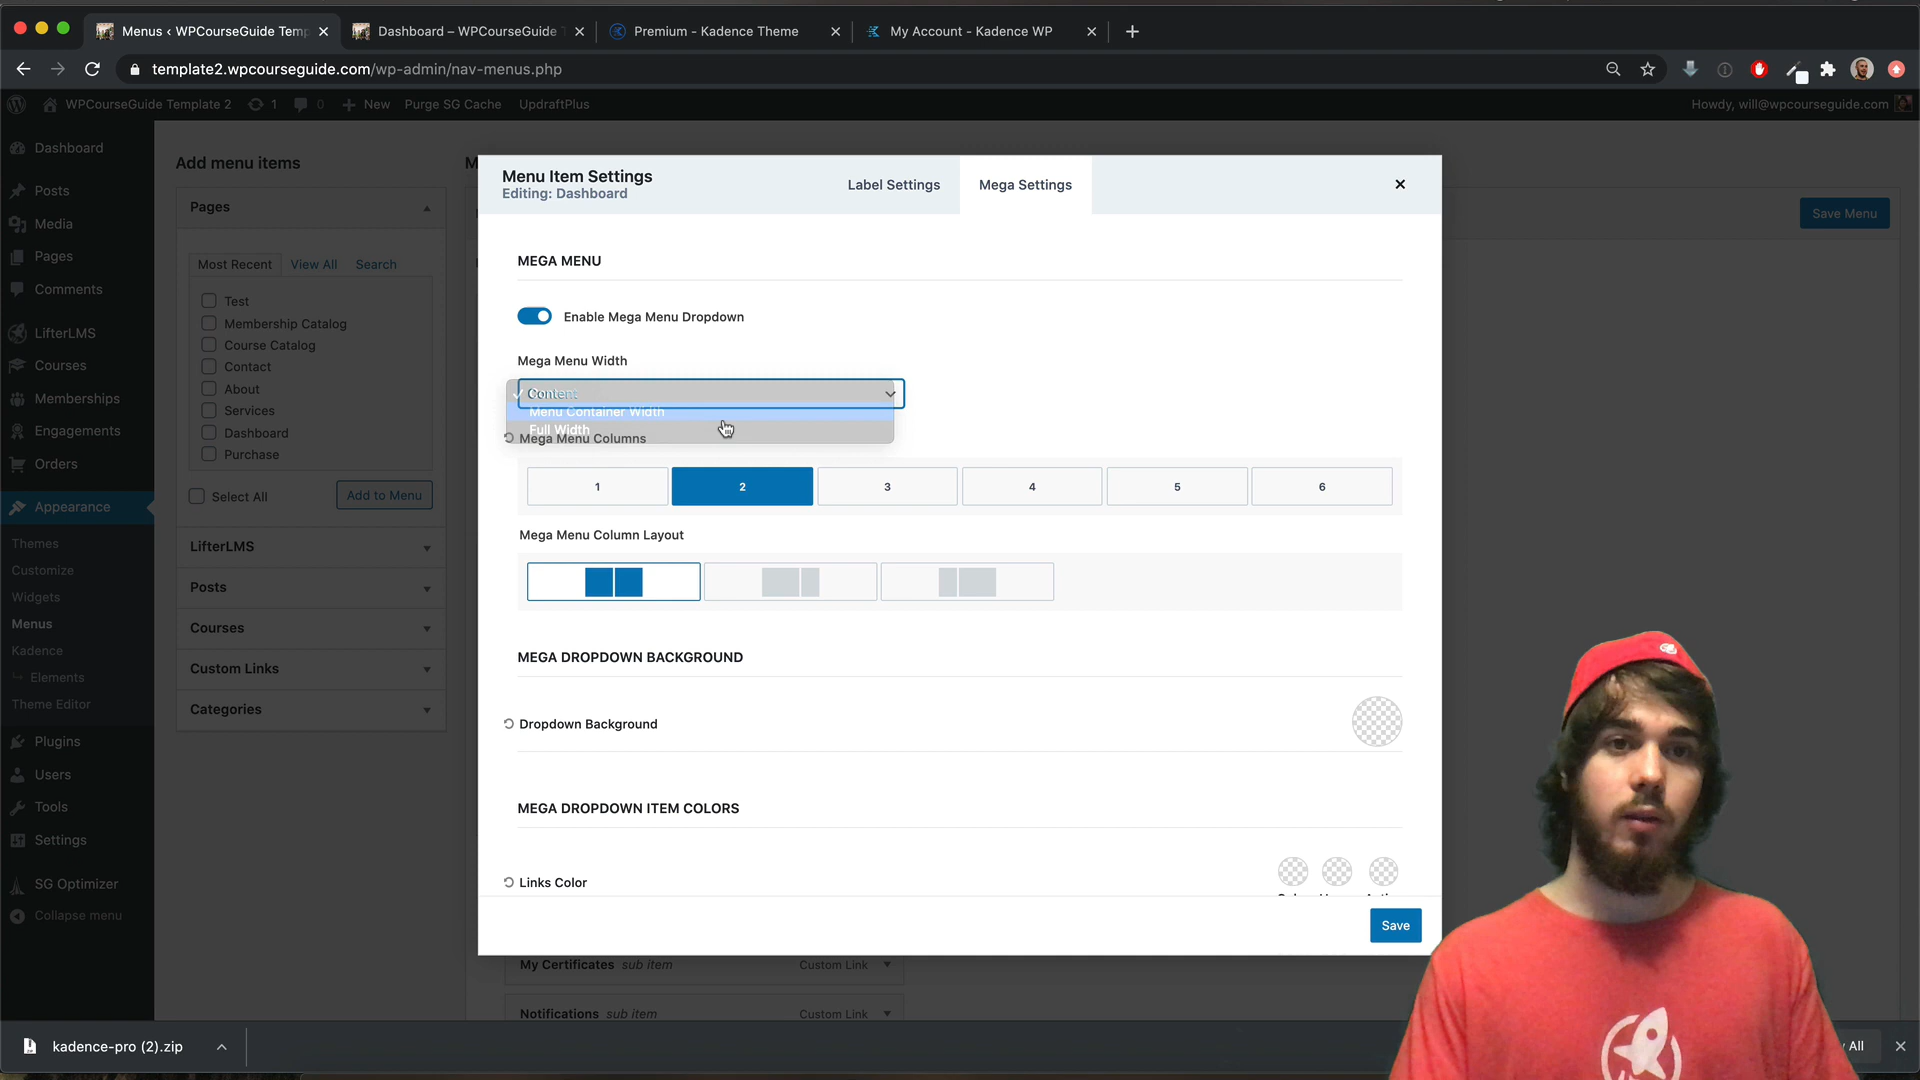 Menus ‹ WPCourseGuide Temp
Dashboard – WPCourseGuide T
Premium - Kadence Theme
My Account - Kadence WP
template2.wpcourseguide.com/wp-admin/nav-menus.php
WPCourseGuide Template 2
1
0
New
Purge SG Cache
UpdraftPlus
Howdy, will@wpcourseguide.com
Dashboard
Posts
Media
Pages
Comments
LifterLMS
Courses
Memberships
Engagements
Orders
Appearance
Themes
Customize
Widgets
Menus
Kadence
Elements
Theme Editor
Plugins
Users
Tools
Settings
SG Optimizer
Collapse menu
Add menu items
Pages
Most Recent
View All
Search
Test
Membership Catalog
Course Catalog
Contact
About
Services
Dashboard
Purchase
Select All
Add to Menu
LifterLMS
Posts
Courses
Custom Links
Categories
Save Menu
Menu Item Settings
Editing: Dashboard
Label Settings
Mega Settings
MEGA MENU
Enable Mega Menu Dropdown
Mega Menu Width
Content
Menu Container Width
Full Width
Mega Menu Columns
1
2
3
4
5
6
Mega Menu Column Layout
MEGA DROPDOWN BACKGROUND
Dropdown Background
MEGA DROPDOWN ITEM COLORS
Links Color
Save
My Certificates sub item
Custom Link
Notifications sub item
Custom Link
kadence-pro (2).zip
All